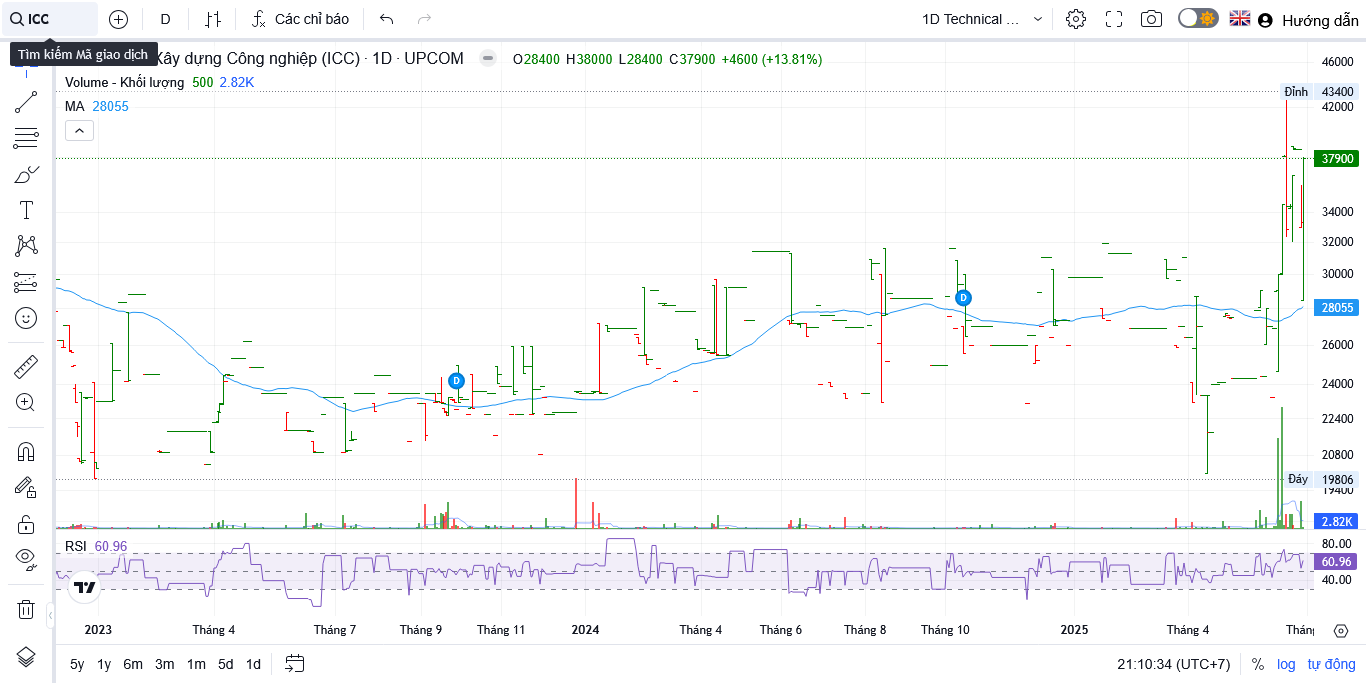 ICC
D
Các chỉ báo
1D Technical ...
Hướng dẫn
Tìm kiếm Mã giao dịch
Xây dựng Công nghiệp (ICC) · 1D · UPCOM
O28400 H38000 L28400 C37900 +4600 (+13.81%)
Volume - Khối lượng 500 2.82K
MA 28055
46000
Đỉnh 43400
42000
37900
34000
32000
30000
28055
26000
24000
22400
20800
Đáy 19806
19400
2.82K
D
D
RSI 60.96
80.00
60.96
40.00
2023 Tháng 4 Tháng 7 Tháng 9 Tháng 11 2024 Tháng 4 Tháng 6 Tháng 8 Tháng 10 2025 Tháng 4 Thán
5y 1y 6m 3m 1m 5d 1d
21:10:34 (UTC+7) % log tự động